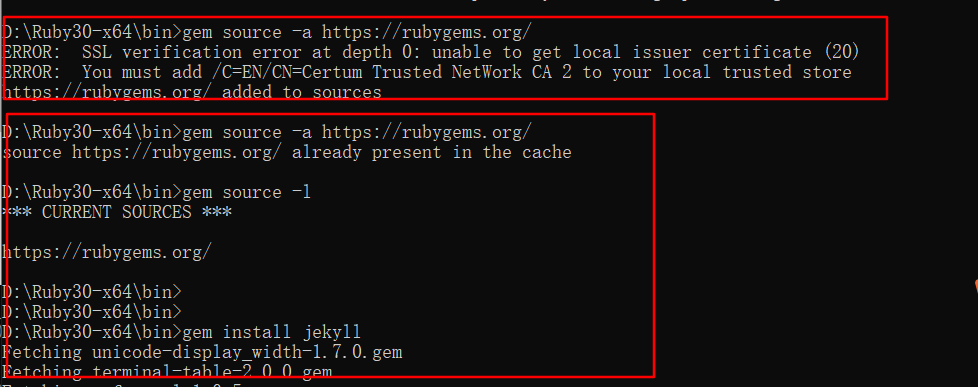 D:\Ruby30-x64\bin>gem source -a https://rubygems.org/
ERROR:  SSL verification error at depth 0: unable to get local issuer certificate (20)
ERROR:  You must add /C=EN/CN=Certum Trusted NetWork CA 2 to your local trusted store
https://rubygems.org/ added to sources
D:\Ruby30-x64\bin>gem source -a https://rubygems.org/
source https://rubygems.org/ already present in the cache
D:\Ruby30-x64\bin>gem source -l
*** CURRENT SOURCES ***
https://rubygems.org/
D:\Ruby30-x64\bin>
D:\Ruby30-x64\bin>
D:\Ruby30-x64\bin>gem install jekyll
Fetching unicode-display_width-1.7.0.gem
Fetching terminal-table-2.0.0.gem